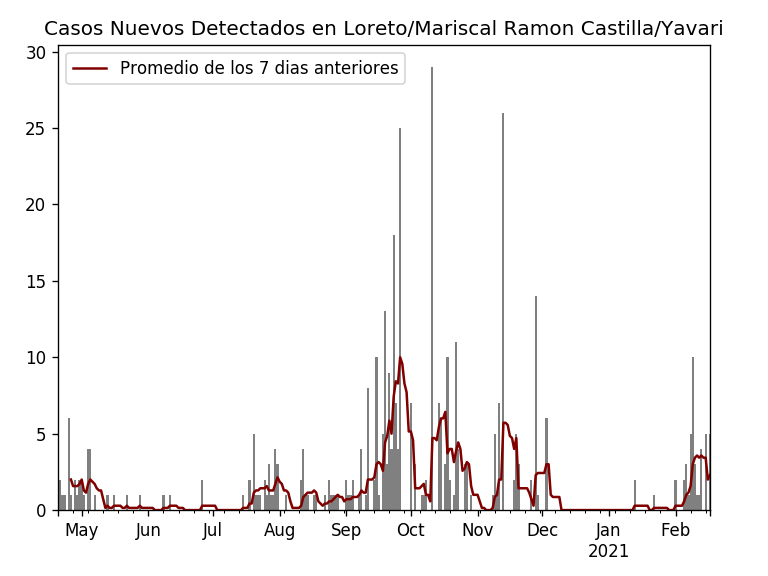 Casos Nuevos Detectados en Loreto/Mariscal Ramon Castilla/Yavari
Promedio de los 7 dias anteriores
30
25
20
15
10
5
0
May Jun Jul Aug Sep Oct Nov Dec Jan Feb
2021